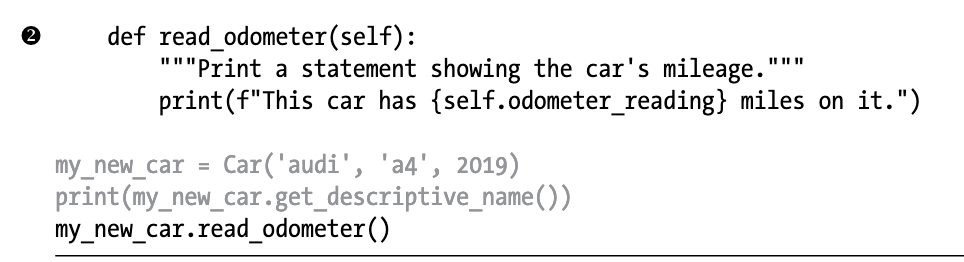 ❷ def read_odometer(self):
"""Print a statement showing the car's mileage."""
print(f"This car has {self.odometer_reading} miles on it.")
my_new_car = Car('audi', 'a4', 2019)
print(my_new_car.get_descriptive_name())
my_new_car.read_odometer()